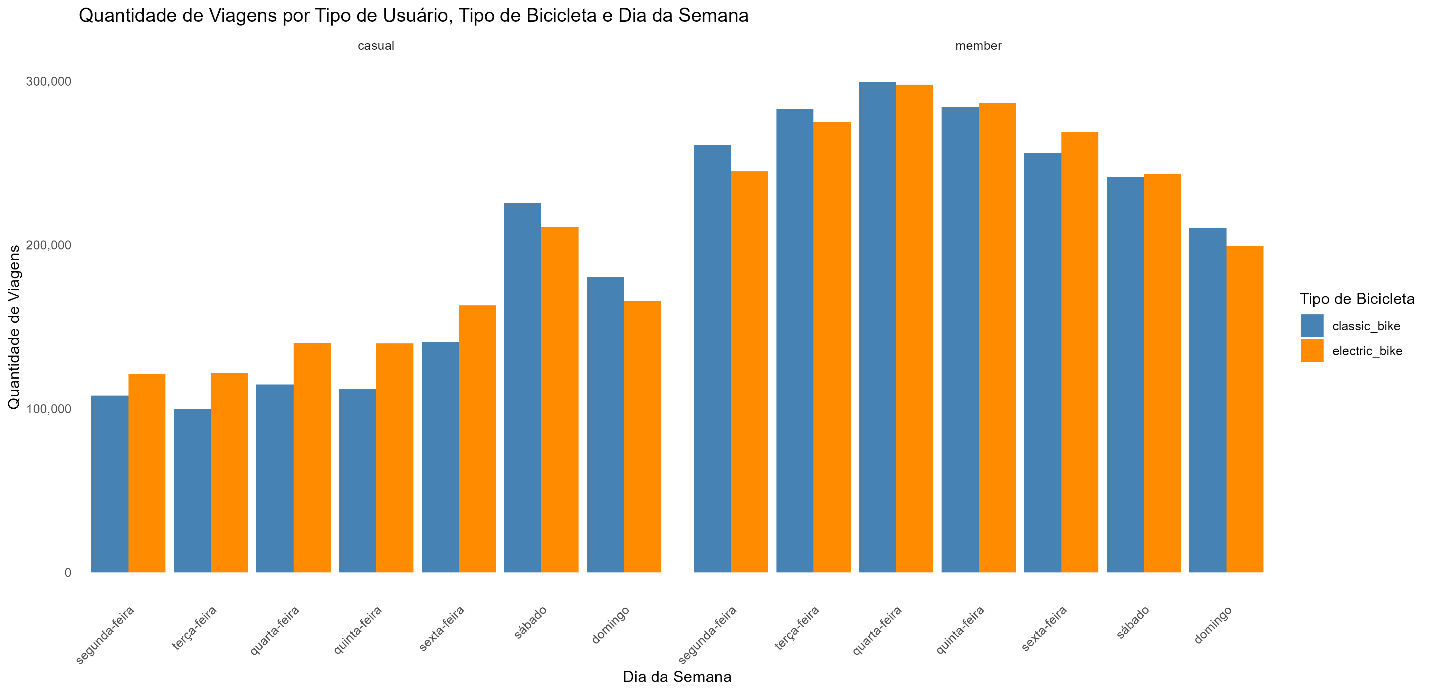 Quantidade de Viagens por Tipo de Usuário, Tipo de Bicicleta e Dia da Semana
casual
member
Quantidade de Viagens
300,000
200,000
100,000
0
segunda-feira
terça-feira
quarta-feira
quinta-feira
sexta-feira
sábado
domingo
segunda-feira
terça-feira
quarta-feira
quinta-feira
sexta-feira
sábado
domingo
Dia da Semana
Tipo de Bicicleta
classic_bike
electric_bike